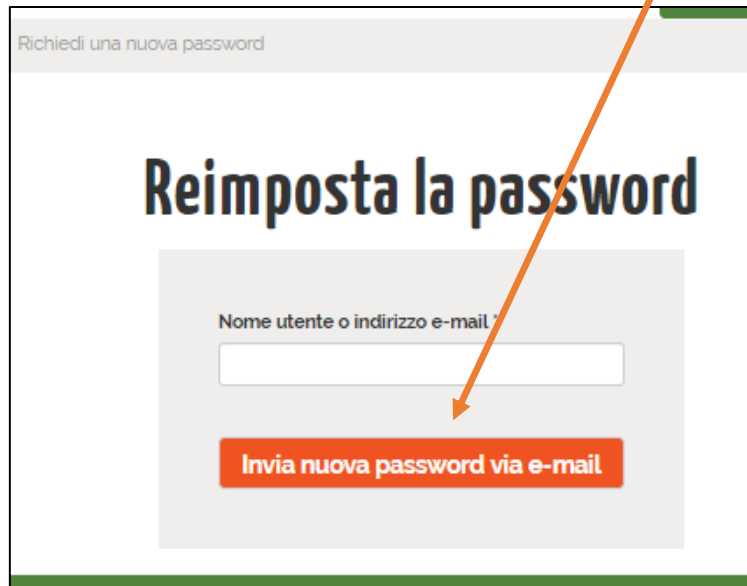 Richiedi una nuova password
Reimposta la password
Nome utente o indirizzo e-mail *
Invia nuova password via e-mail